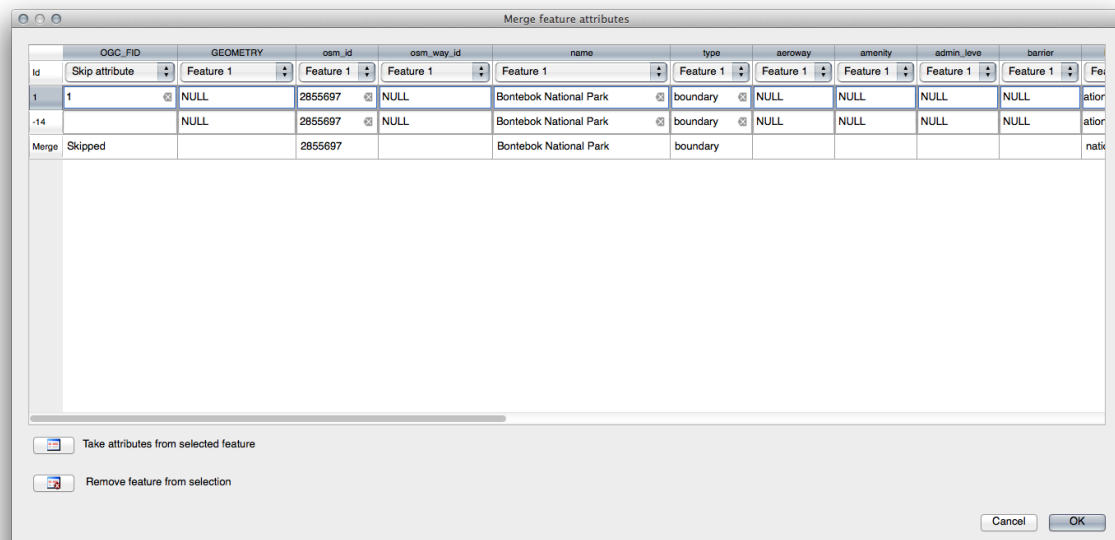 Merge feature attributes
OGC_FID GEOMETRY osm_id osm_way_id name type aeroway amenity admin_leve barrier
Id Skip attribute Feature 1 Feature 1 Feature 1 Feature 1 Feature 1 Feature 1 Feature 1 Feature 1 Feature 1 Fea
1 1 NULL 2855697 NULL Bontebok National Park boundary NULL NULL NULL NULL ation
-14 NULL 2855697 NULL Bontebok National Park boundary NULL NULL NULL NULL ation
Merge Skipped 2855697 Bontebok National Park boundary natio
Take attributes from selected feature
Remove feature from selection
Cancel OK